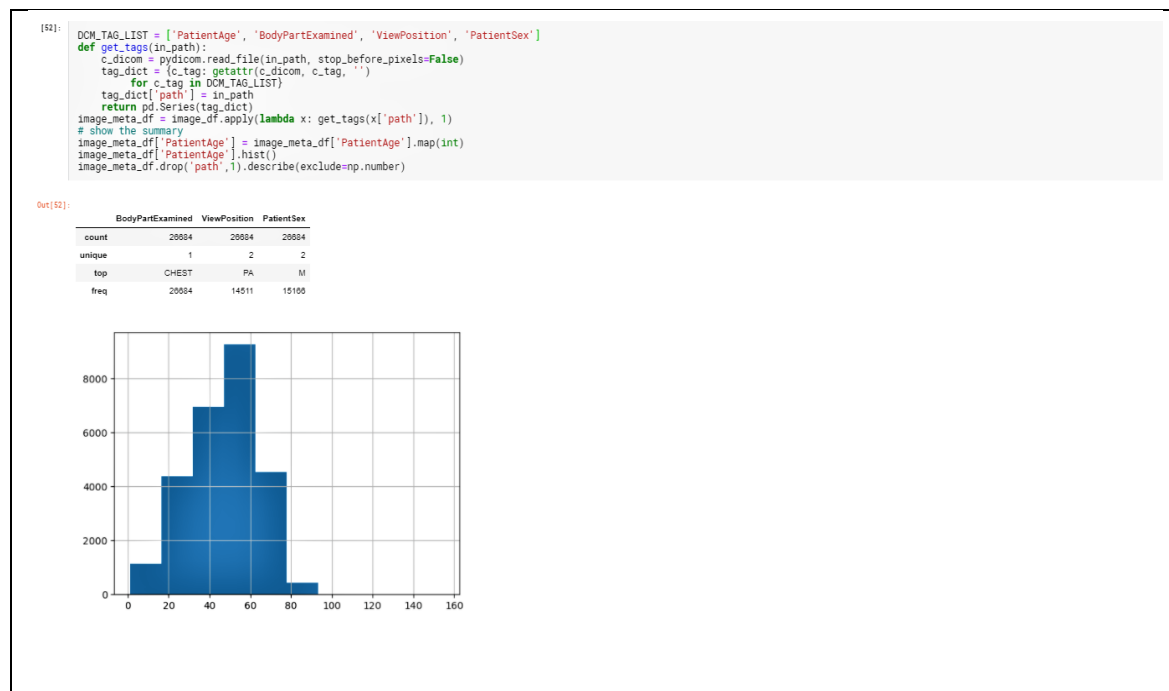 [52]:
DCM_TAG_LIST = ['PatientAge', 'BodyPartExamined', 'ViewPosition', 'PatientSex']
def get_tags(in_path):
    c_dicom = pydicom.read_file(in_path, stop_before_pixels=False)
    tag_dict = {c_tag: getattr(c_dicom, c_tag, '')
         for c_tag in DCM_TAG_LIST}
    tag_dict['path'] = in_path
    return pd.Series(tag_dict)
image_meta_df = image_df.apply(lambda x: get_tags(x['path']), 1)
# show the summary
image_meta_df['PatientAge'] = image_meta_df['PatientAge'].map(int)
image_meta_df['PatientAge'].hist()
image_meta_df.drop('path',1).describe(exclude=np.number)
Out[52]:
BodyPartExamined ViewPosition PatientSex
count 26684 26684 26684
unique 1 2 2
top CHEST PA M
freq 26684 14511 15166
8000
6000
4000
2000
0
0 20 40 60 80 100 120 140 160